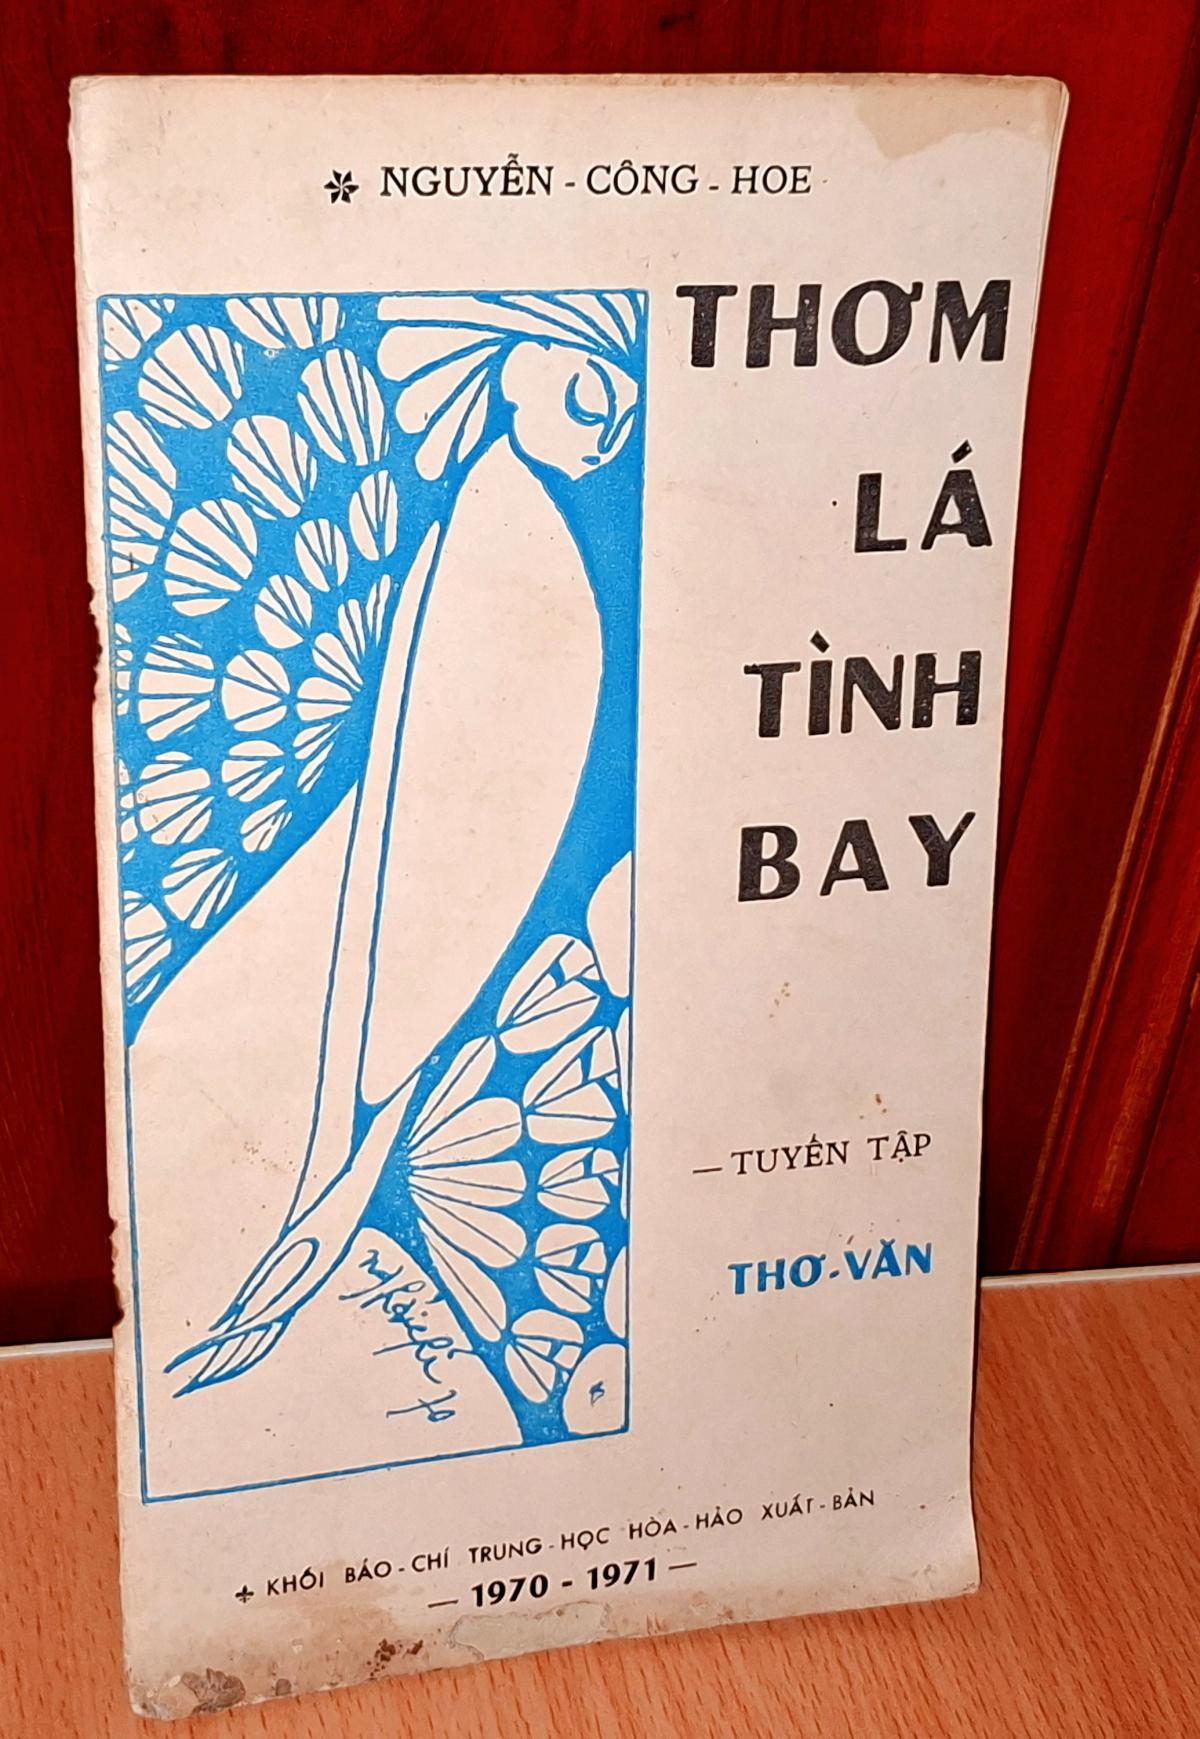 NGUYỄN - CÔNG - HOE
THƠM
LÁ
TÌNH
BAY
— TUYỂN TẬP
THƠ - VĂN
70
KHỐI BÁO - CHÍ TRUNG - HỌC HÒA - HẢO XUẤT - BẢN
— 1970 - 1971 —